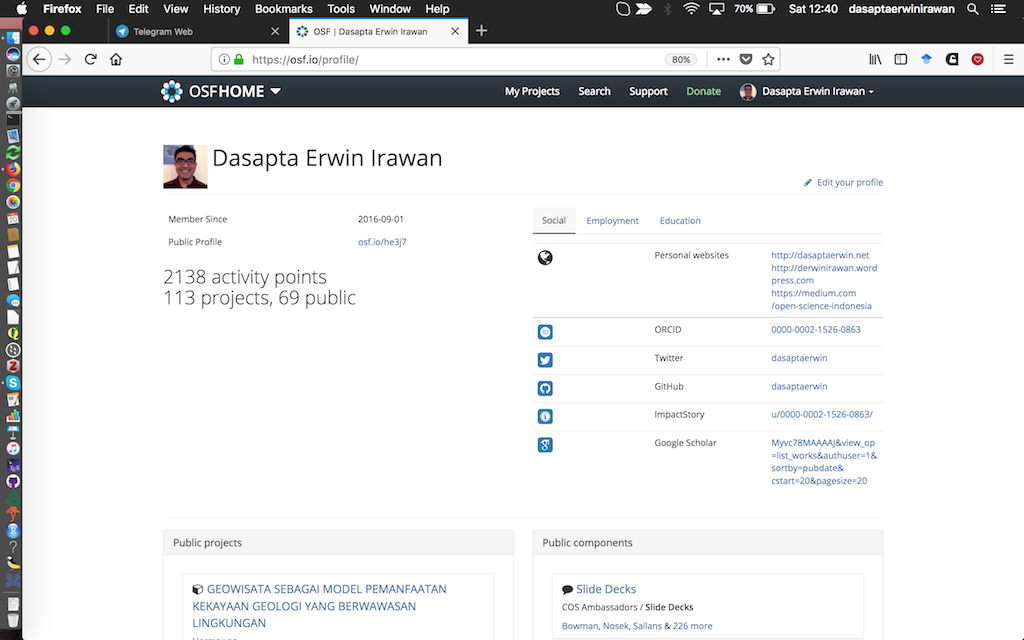 Firefox File Edit View History Bookmarks Tools Window Help 70% Sat 12:40 dasaptaerwinirawan
Telegram Web
OSF | Dasapta Erwin Irawan
https://osf.io/profile/
80%
OSFHOME
My Projects Search Support Donate Dasapta Erwin Irawan
Dasapta Erwin Irawan
Edit your profile
Member Since 2016-09-01
Public Profile osf.io/he3j7
2138 activity points
113 projects, 69 public
Social Employment Education
Personal websites
http://dasaptaerwin.net
http://derwinirawan.word
press.com
https://medium.com
/open-science-indonesia
ORCID 0000-0002-1526-0863
Twitter dasaptaerwin
GitHub dasaptaerwin
ImpactStory u/0000-0002-1526-0863/
Google Scholar
Myvc78MAAAAJ&view_op
=list_works&authuser=1&
sortby=pubdate&
cstart=20&pagesize=20
Public projects
GEOWISATA SEBAGAI MODEL PEMANFAATAN
KEKAYAAN GEOLOGI YANG BERWAWASAN
LINGKUNGAN
Public components
Slide Decks
COS Ambassadors / Slide Decks
Bowman, Nosek, Sallans & 226 more